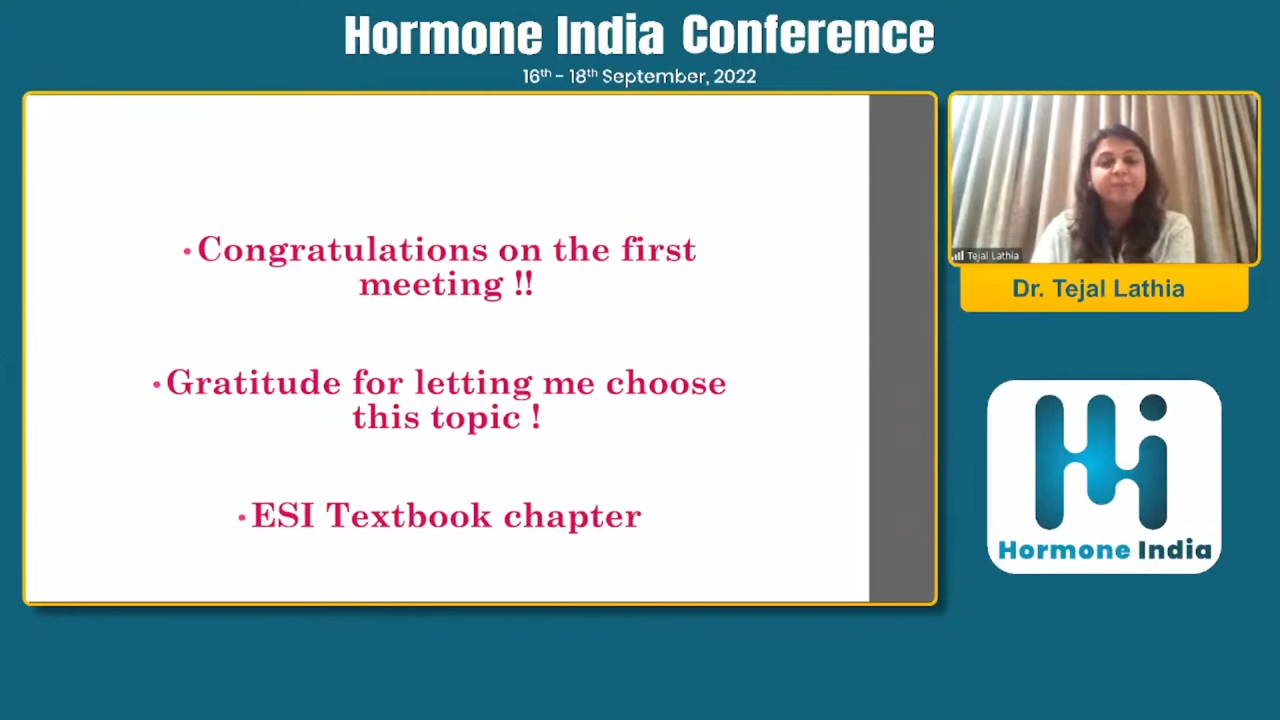 Hormone India Conference
16th - 18th September, 2022
•Congratulations on the first
meeting !!
•Gratitude for letting me choose
this topic !
•ESI Textbook chapter
Tejal Lathia
Dr. Tejal Lathia
Hi
Hormone India